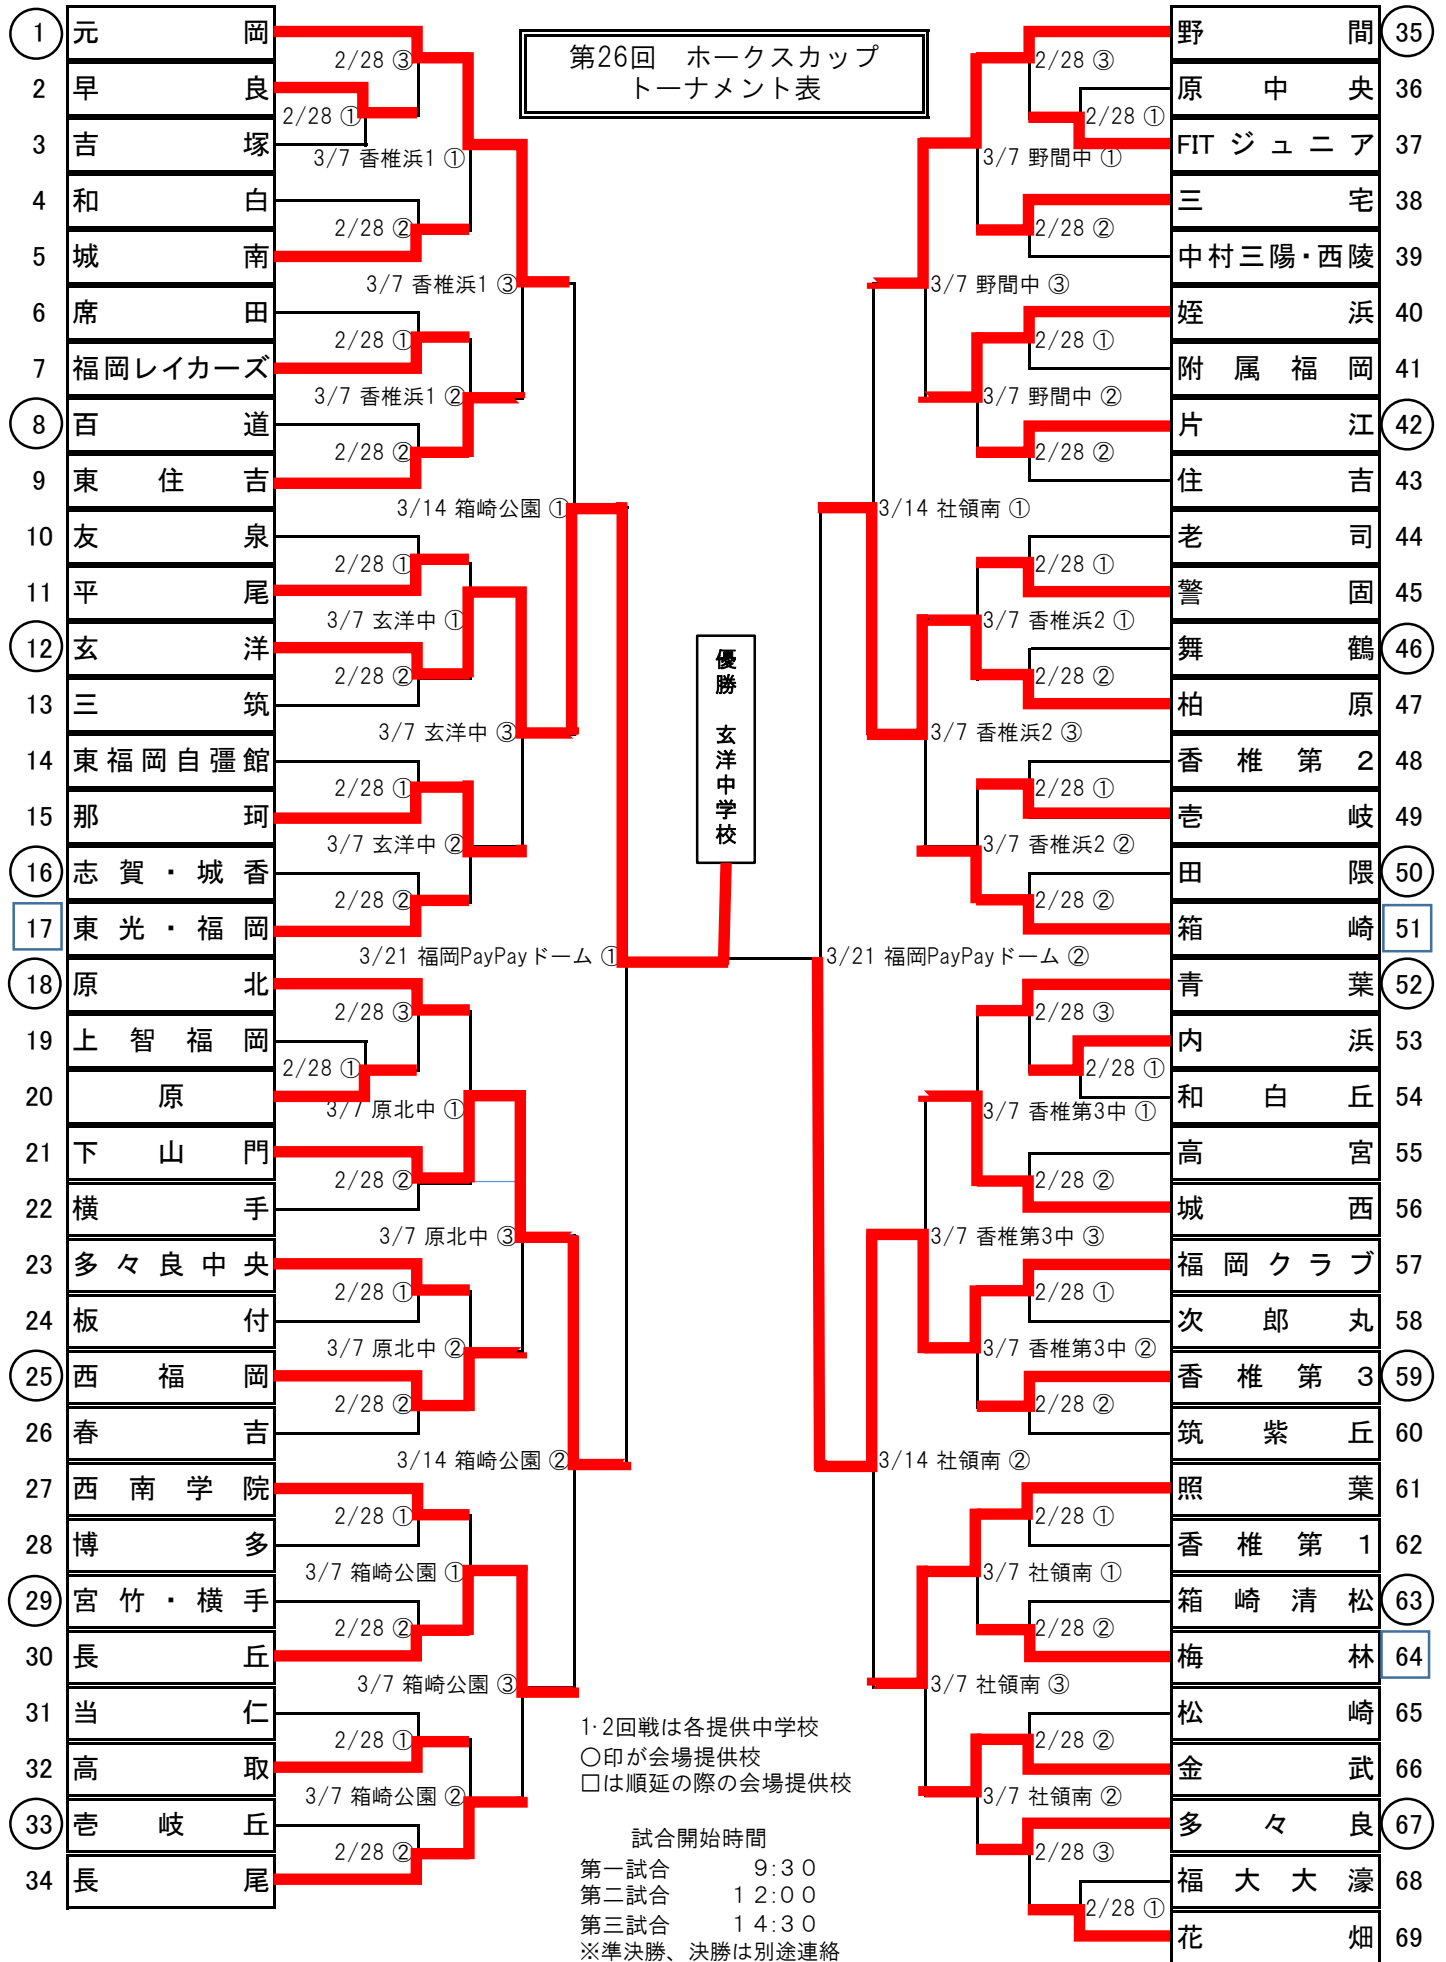 第26回 ホークスカップ
トーナメント表
1 元岡
2 早良
3 吉塚
4 和白
5 城南
6 席田
7 福岡レイカーズ
8 百道
9 東住吉
10 友泉
11 平尾
12 玄洋
13 三筑
14 東福岡自彊館
15 那珂
16 志賀・城香
17 東光・福岡
18 原北
19 上智福岡
20 原
21 下山門
22 横手
23 多々良中央
24 板付
25 西福岡
26 春吉
27 西南学院
28 博多
29 宮竹・横手
30 長丘
31 当仁
32 高取
33 壱岐丘
34 長尾
2/28 ③
2/28 ①
3/7 香椎浜1 ①
2/28 ②
3/7 香椎浜1 ③
2/28 ①
3/7 香椎浜1 ②
2/28 ②
3/14 箱崎公園 ①
2/28 ①
3/7 玄洋中 ①
2/28 ②
3/7 玄洋中 ③
2/28 ①
3/7 玄洋中 ②
2/28 ②
3/21 福岡PayPayドーム ①
2/28 ③
2/28 ①
3/7 原北中 ①
2/28 ②
3/7 原北中 ③
2/28 ①
3/7 原北中 ②
2/28 ②
3/14 箱崎公園 ②
2/28 ①
3/7 箱崎公園 ①
2/28 ②
3/7 箱崎公園 ③
2/28 ①
3/7 箱崎公園 ②
2/28 ②
優勝 玄洋中学校
野間 35
原中央 36
FITジュニア 37
三宅 38
中村三陽・西陵 39
姪浜 40
附属福岡 41
片江 42
住吉 43
老司 44
警固 45
舞鶴 46
柏原 47
香椎第2 48
壱岐 49
田隈 50
箱崎 51
青葉 52
内浜 53
和白丘 54
高宮 55
城西 56
福岡クラブ 57
次郎丸 58
香椎第3 59
筑紫丘 60
照葉 61
香椎第1 62
箱崎清松 63
梅林 64
松崎 65
金武 66
多々良 67
福大大濠 68
花畑 69
2/28 ③
2/28 ①
3/7 野間中 ①
2/28 ②
3/7 野間中 ③
2/28 ①
3/7 野間中 ②
2/28 ②
3/14 社領南 ①
2/28 ①
3/7 香椎浜2 ①
2/28 ②
3/7 香椎浜2 ③
2/28 ①
3/7 香椎浜2 ②
2/28 ②
3/21 福岡PayPayドーム ②
2/28 ③
2/28 ①
3/7 香椎第3中 ①
2/28 ②
3/7 香椎第3中 ③
2/28 ①
3/7 香椎第3中 ②
2/28 ②
3/14 社領南 ②
2/28 ①
3/7 社領南 ①
2/28 ②
3/7 社領南 ③
2/28 ②
3/7 社領南 ②
2/28 ③
2/28 ①
1・2回戦は各提供中学校
〇印が会場提供校
□は順延の際の会場提供校
試合開始時間
第一試合 9:30
第二試合 12:00
第三試合 14:30
※準決勝、決勝は別途連絡